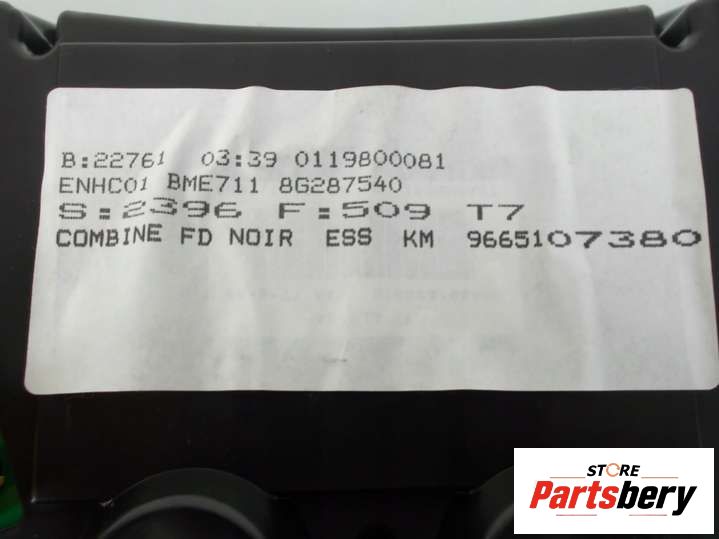 B:22761 03:39 0119800081
ENHC01 BME711 8G287540
S:2396 F:509 T7
COMBINE FD NOIR ESS KM 9665107380
STORE
Partsbery